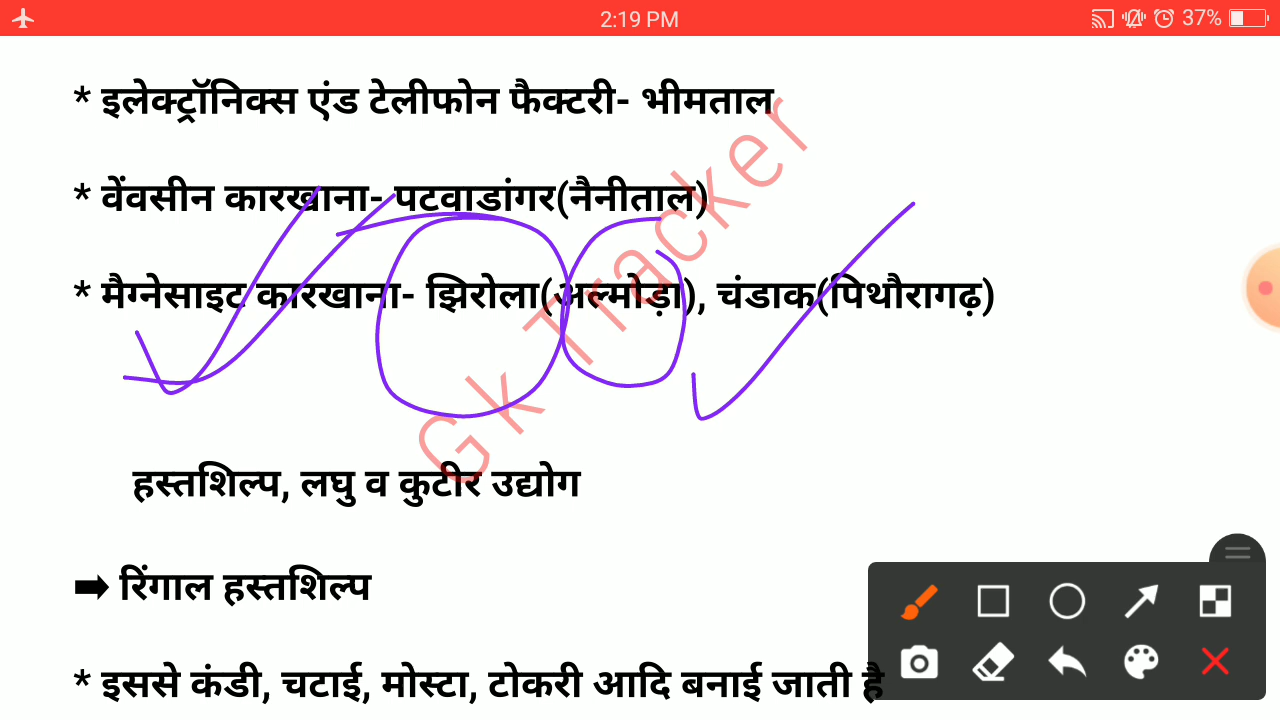 2:19 PM
37%
* इलेक्ट्रॉनिक्स एंड टेलीफोन फैक्टरी- भीमताल
* वेंवसीन कारखाना- पटवाडांगर(नैनीताल)
* मैग्नेसाइट कारखाना- झिरोला(अल्मोड़ा), चंडाक(पिथौरागढ़)
Gk Tracker
हस्तशिल्प, लघु व कुटीर उद्योग
➡ रिंगाल हस्तशिल्प
* इससे कंडी, चटाई, मोस्टा, टोकरी आदि बनाई जाती है